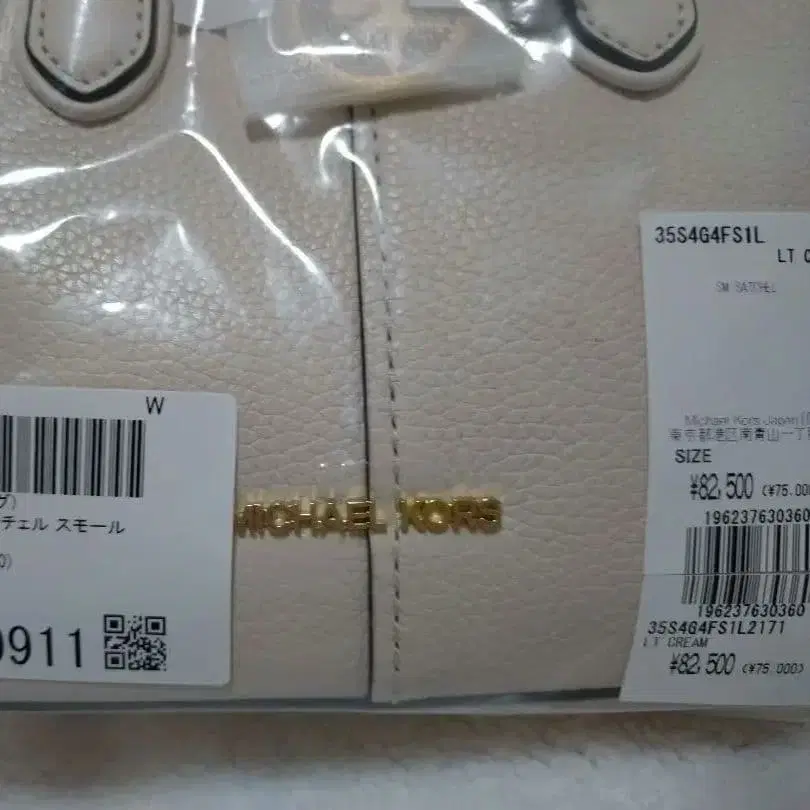 35S4G4FS1L
LT
SM SATCHEL
Michael Kors Japan
東京都港区南青山一丁
SIZE
¥82,500 (¥75,00
196237630360
196237630360
35S4G4FS1L2171
LT CREAM
¥82,500 (¥75,000)
W
グ)
チェル スモール
0)
0911
MICHAEL KORS